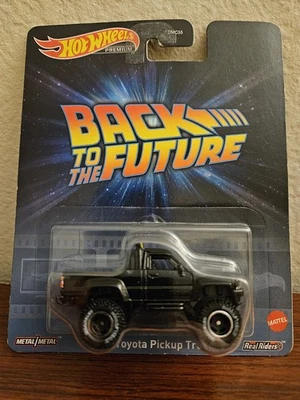 HOT WHEELS
PREMIUM
DMC55
BACK
TO THE
FUTURE
Toyota Pickup Tr
METAL/METAL
Real Riders
MATTEL